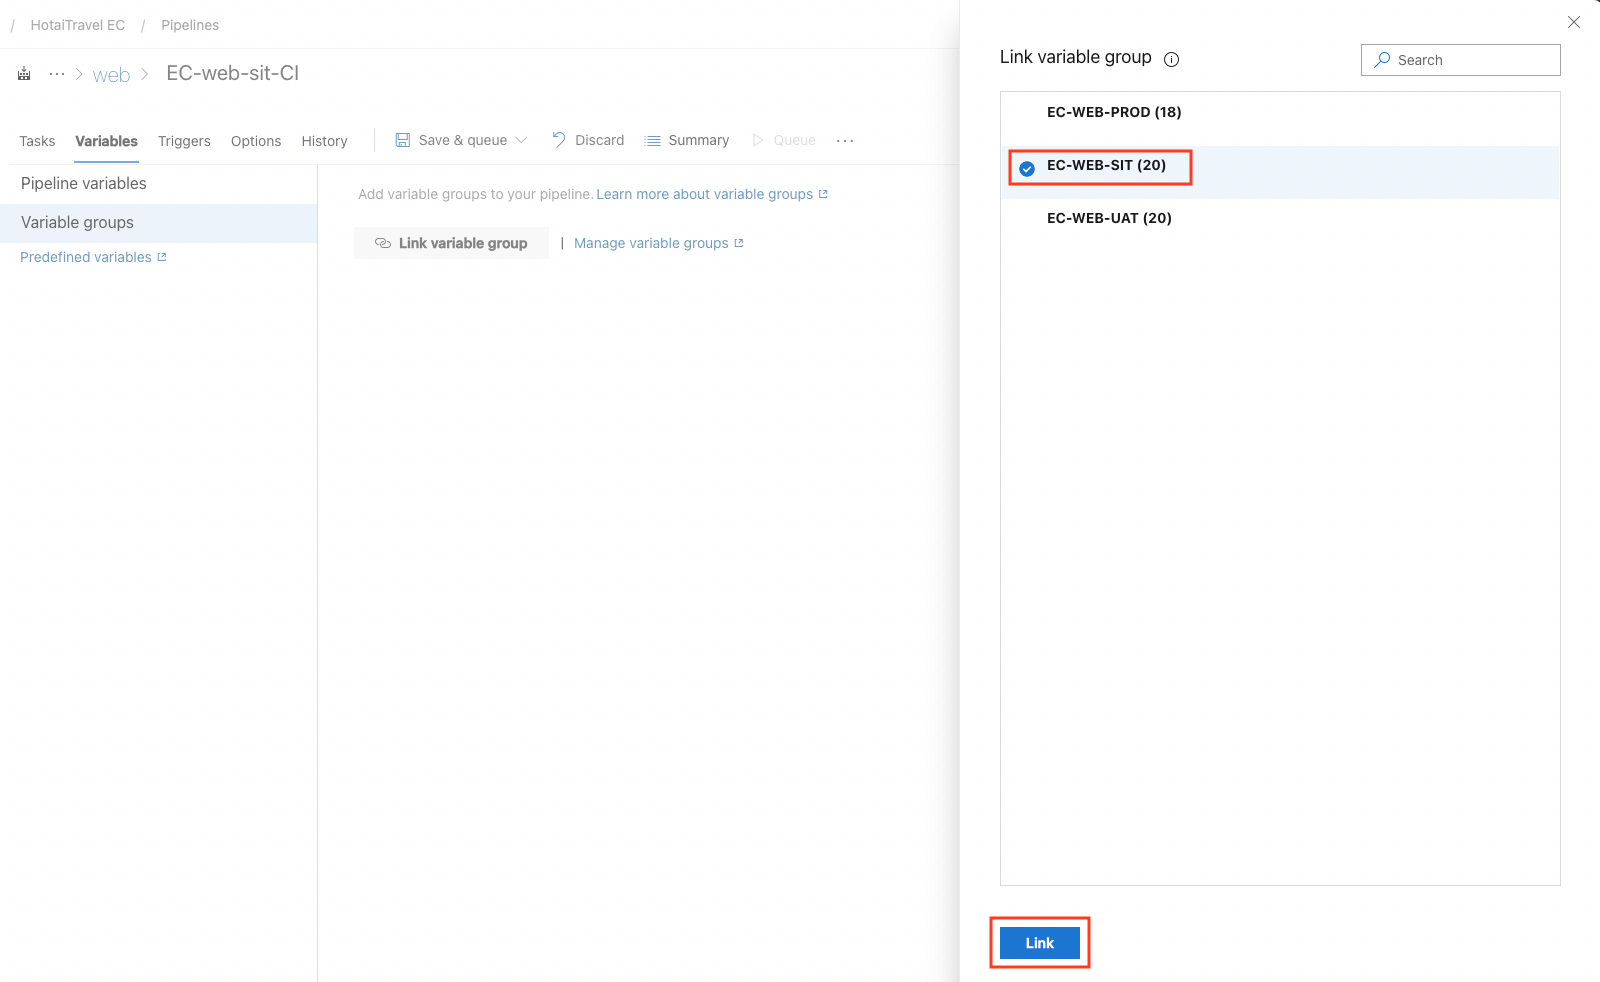 / HotaiTravel EC / Pipelines
··· > web > EC-web-sit-CI
Tasks Variables Triggers Options History Save & queue Discard Summary Queue ···
Pipeline variables
Variable groups
Predefined variables
Add variable groups to your pipeline. Learn more about variable groups
Link variable group | Manage variable groups
Link variable group
Search
EC-WEB-PROD (18)
EC-WEB-SIT (20)
EC-WEB-UAT (20)
Link